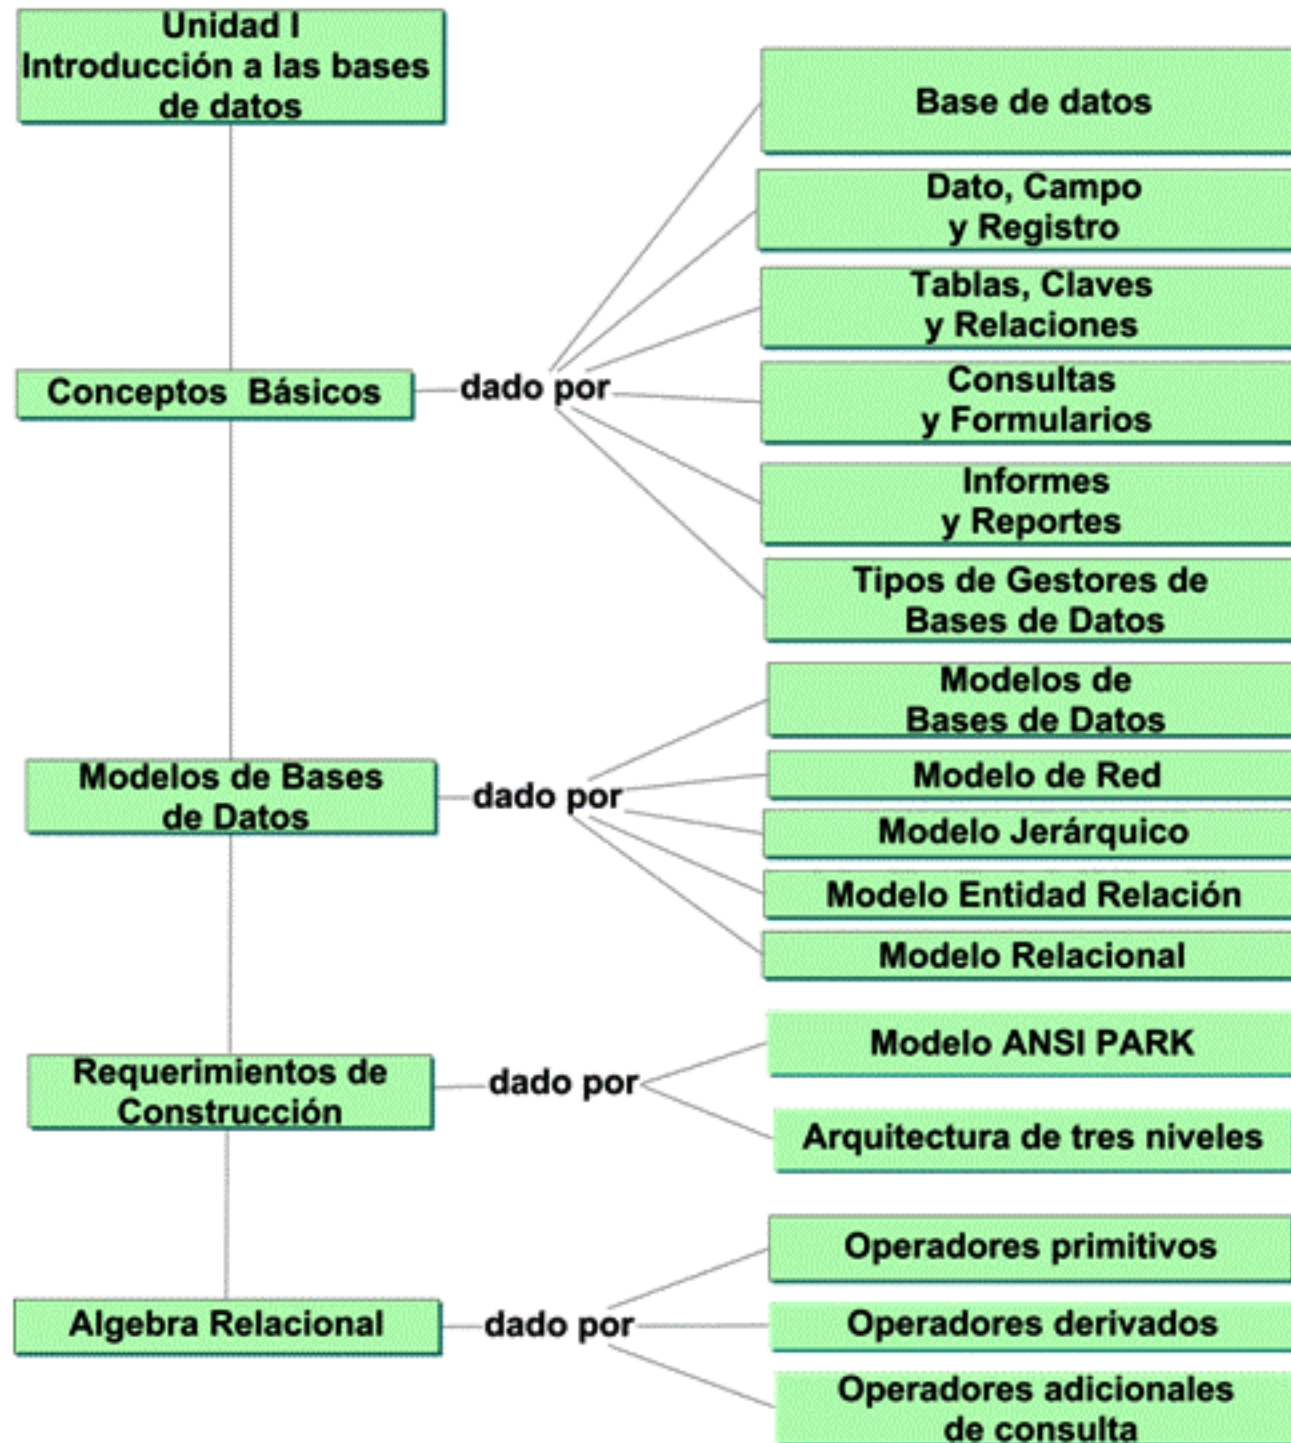 Unidad I
Introducción a las bases
de datos
Base de datos
Dato, Campo
y Registro
Tablas, Claves
y Relaciones
Conceptos Básicos
dado por
Consultas
y Formularios
Informes
y Reportes
Tipos de Gestores de
Bases de Datos
Modelos de Bases
de Datos
dado por
Modelos de
Bases de Datos
Modelo de Red
Modelo Jerárquico
Modelo Entidad Relación
Modelo Relacional
Requerimientos de
Construcción
dado por
Modelo ANSI PARK
Arquitectura de tres niveles
Algebra Relacional
dado por
Operadores primitivos
Operadores derivados
Operadores adicionales
de consulta